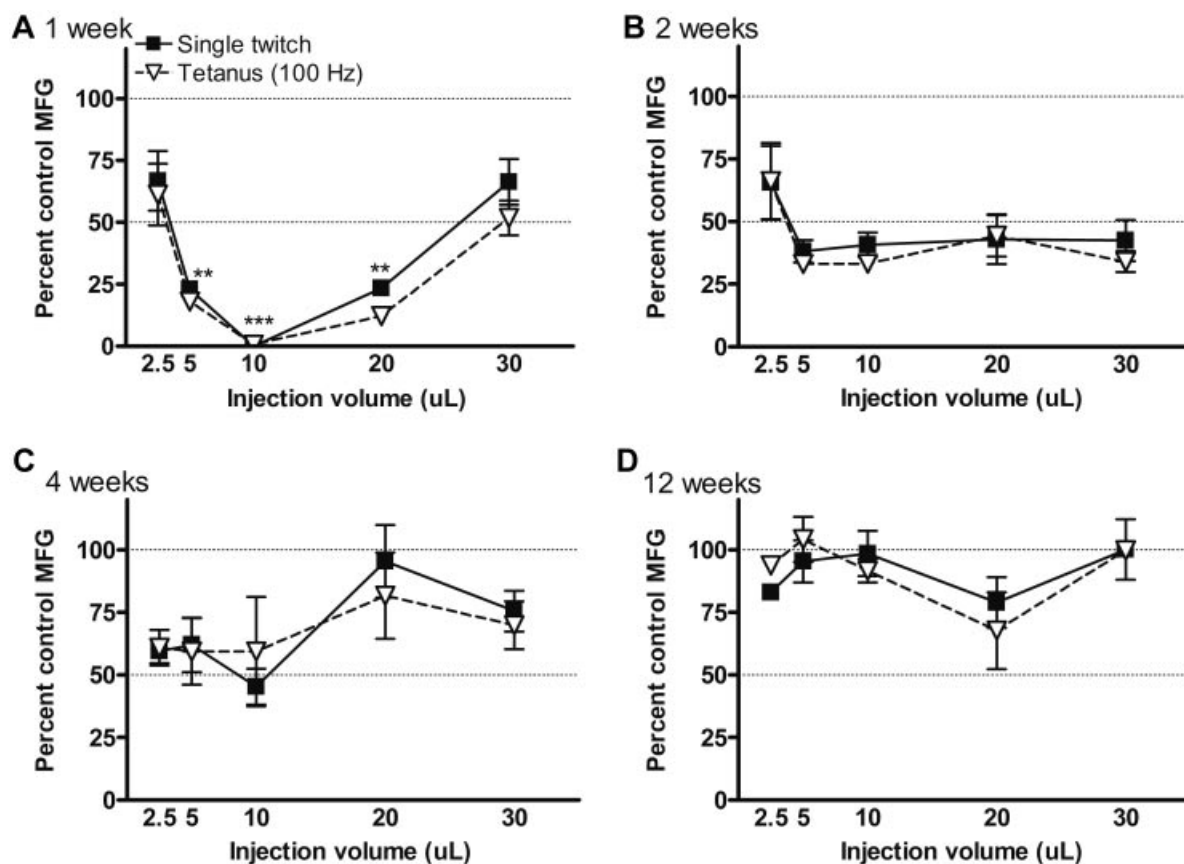 A 1 week
Single twitch
Tetanus (100 Hz)
Percent control MFG
100
75
50
25
0
**
***
**
2.5 5 10 20 30
Injection volume (uL)
B 2 weeks
Percent control MFG
100
75
50
25
0
2.5 5 10 20 30
Injection volume (uL)
C 4 weeks
Percent control MFG
100
75
50
25
0
2.5 5 10 20 30
Injection volume (uL)
D 12 weeks
Percent control MFG
100
75
50
25
0
2.5 5 10 20 30
Injection volume (uL)